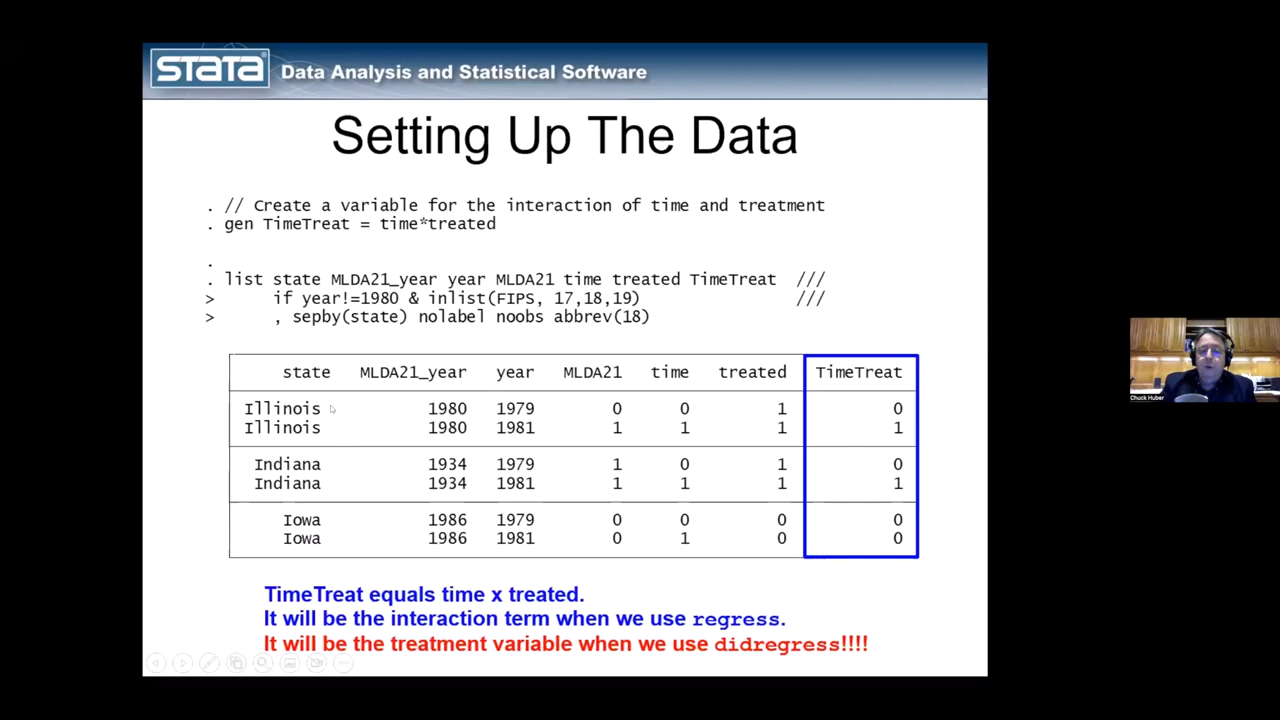 STATA® Data Analysis and Statistical Software
Setting Up The Data
. // Create a variable for the interaction of time and treatment
. gen TimeTreat = time*treated
.
. list state MLDA21_year year MLDA21 time treated TimeTreat ///
> if year!=1980 & inlist(FIPS, 17,18,19) ///
> , sepby(state) nolabel noobs abbrev(18)
state MLDA21_year year MLDA21 time treated TimeTreat
Illinois 1980 1979 0 0 1 0
Illinois 1980 1981 1 1 1 1
Indiana 1934 1979 1 0 1 0
Indiana 1934 1981 1 1 1 1
Iowa 1986 1979 0 0 0 0
Iowa 1986 1981 0 1 0 0
TimeTreat equals time x treated.
It will be the interaction term when we use regress.
It will be the treatment variable when we use didregress!!!!
Chuck Huber